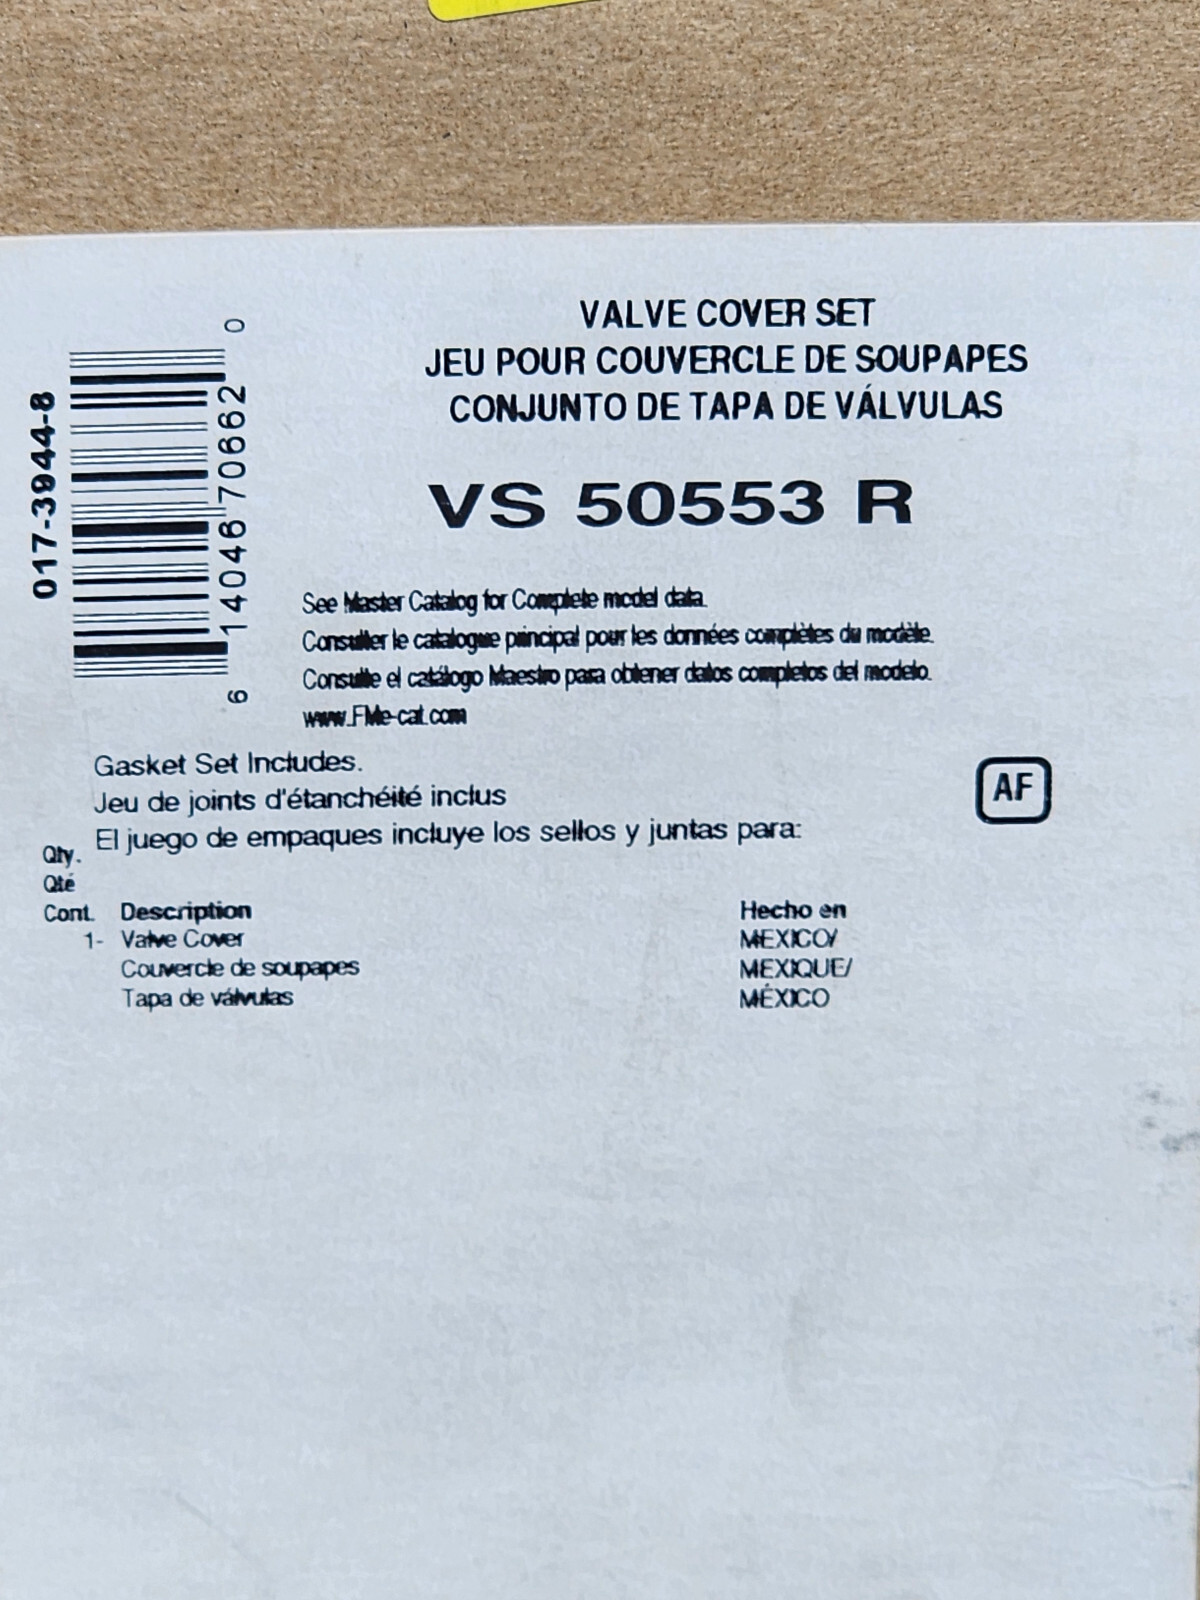 VALVE COVER SET
JEU POUR COUVERCLE DE SOUPAPES
CONJUNTO DE TAPA DE VÁLVULAS
017-3944-8
6 14046 70662 0
VS 50553 R
See Master Catalog for Complete model data.
Consulter le catalogue principal pour les données complètes du modèle.
Consulte el catálogo Maestro para obtener datos completos del modelo.
www.FMe-cat.com
Gasket Set Includes.
Jeu de joints d'étanchéité inclus
El juego de empaques incluye los sellos y juntas para:
AF
Qty.
Qté
Cont. Description Hecho en
1- Valve Cover MEXICO/
Couvercle de soupapes MEXIQUE/
Tapa de válvulas MÉXICO